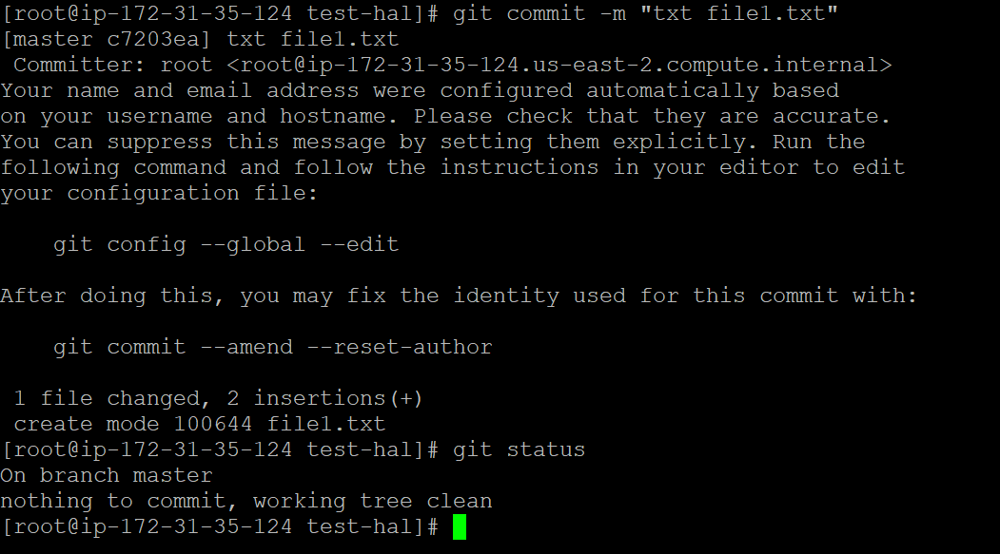 [root@ip-172-31-35-124 test-hal]# git commit -m "txt file1.txt"
[master c7203ea] txt file1.txt
 Committer: root <root@ip-172-31-35-124.us-east-2.compute.internal>
Your name and email address were configured automatically based
on your username and hostname. Please check that they are accurate.
You can suppress this message by setting them explicitly. Run the
following command and follow the instructions in your editor to edit
your configuration file:

    git config --global --edit

After doing this, you may fix the identity used for this commit with:

    git commit --amend --reset-author

 1 file changed, 2 insertions(+)
 create mode 100644 file1.txt
[root@ip-172-31-35-124 test-hal]# git status
On branch master
nothing to commit, working tree clean
[root@ip-172-31-35-124 test-hal]#